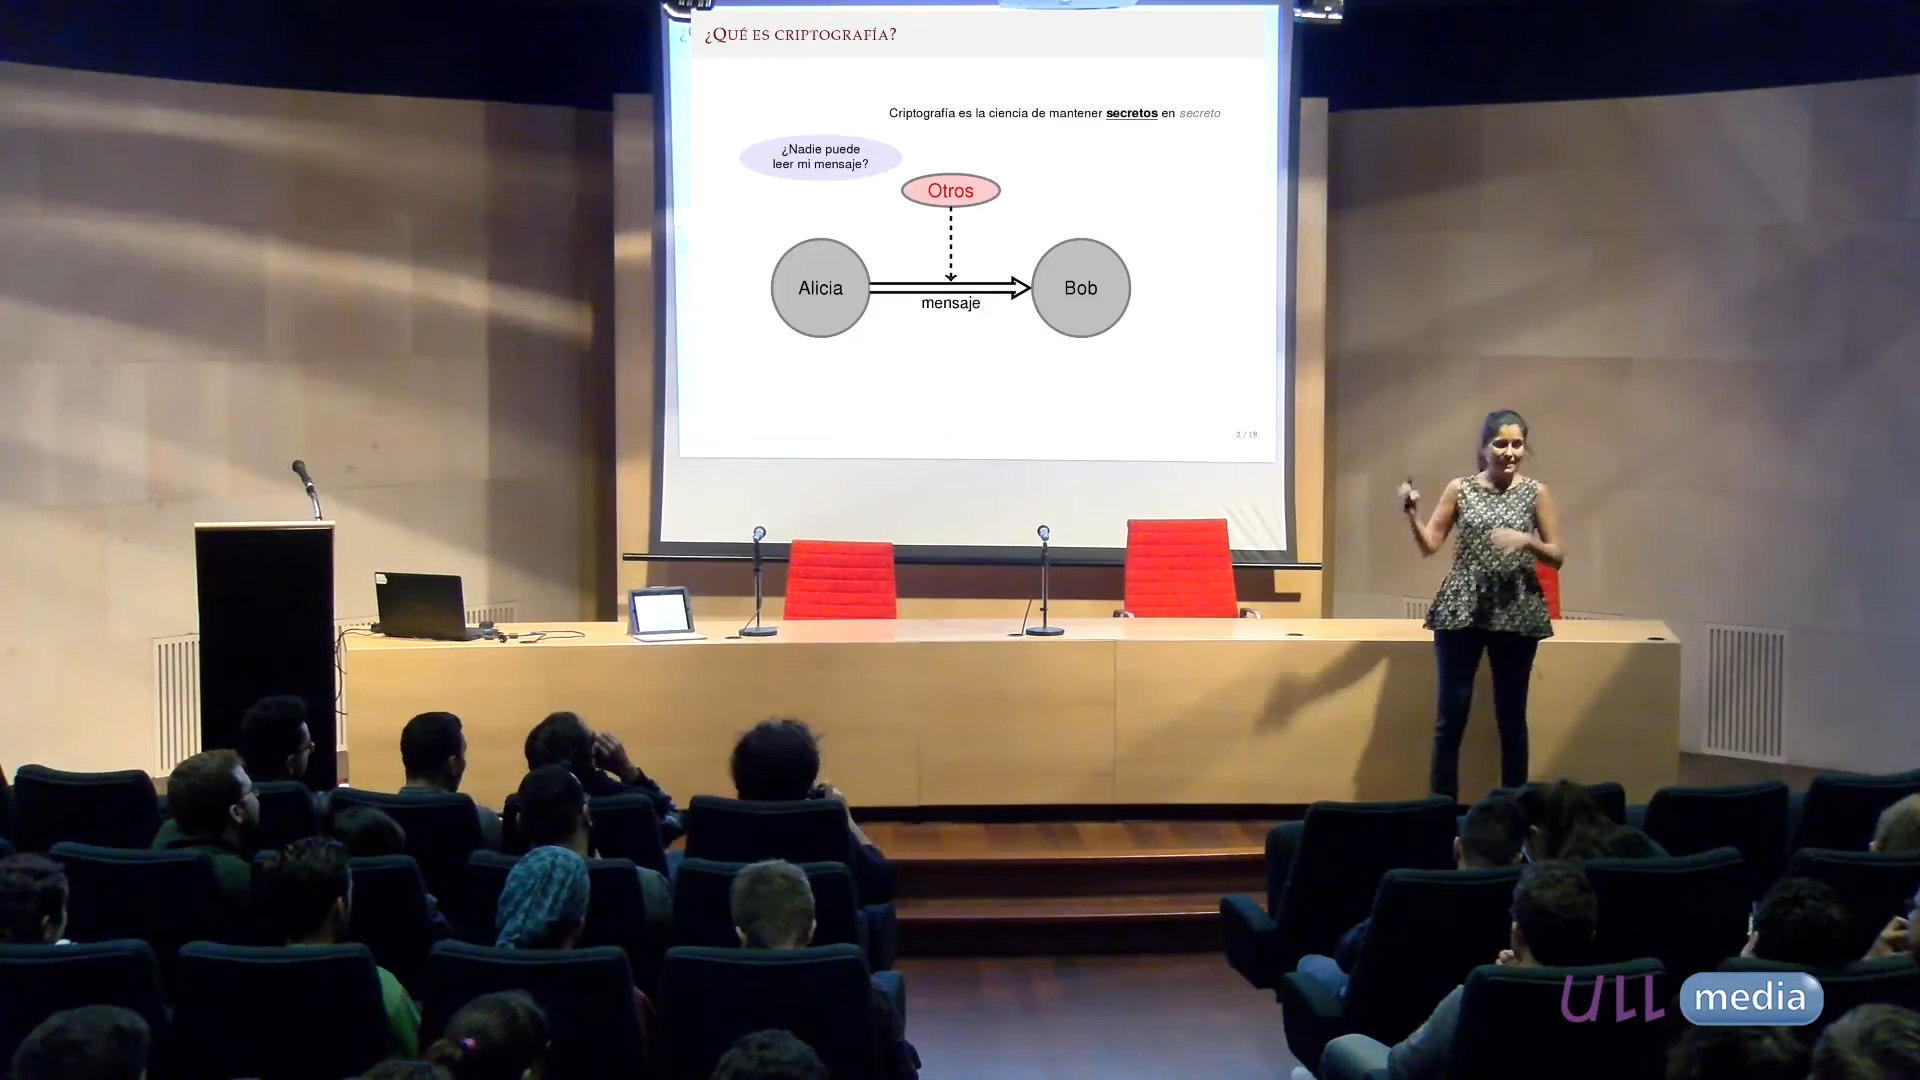 ¿QUÉ ES CRIPTOGRAFÍA?
Criptografía es la ciencia de mantener secretos en secreto
¿Nadie puede
leer mi mensaje?
Otros
Alicia
Bob
mensaje
2 / 18
ULL media